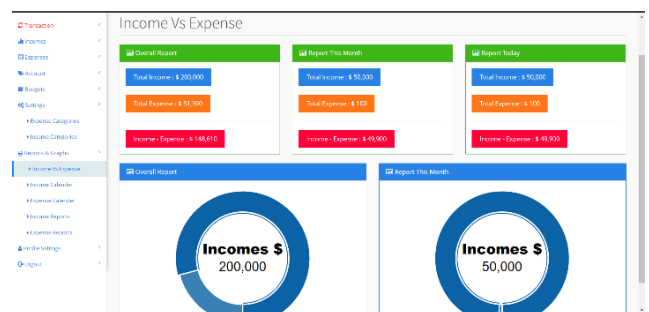 Transaction
Incomes
Expenses
Account
Budgets
Settings
Expense Categories
Income Categories
Reports & Graphs
Income Vs Expense
Income Calender
Expense Calender
Income Reports
Expense Reports
Profile Settings
Logout
Income Vs Expense
Overall Report
Total Income : $ 200,000
Total Expense : $ 51,390
Income - Expense : $ 148,610
Report This Month
Total Income : $ 50,000
Total Expense : $ 100
Income - Expense : $ 49,900
Report Today
Total Income : $ 50,000
Total Expense : $ 100
Income - Expense : $ 49,900
Overall Report
Incomes $
200,000
Report This Month
Incomes $
50,000